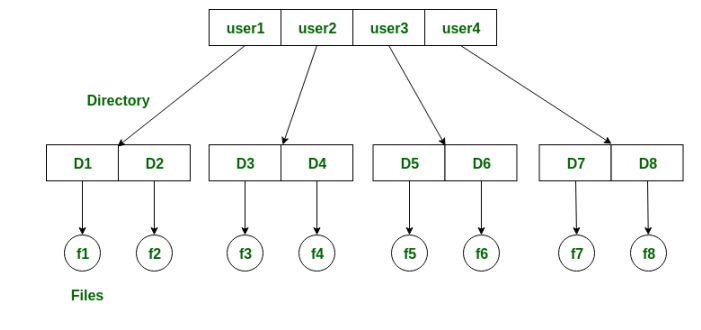 user1 user2 user3 user4
Directory
D1 D2 D3 D4 D5 D6 D7 D8
f1 f2 f3 f4 f5 f6 f7 f8
Files